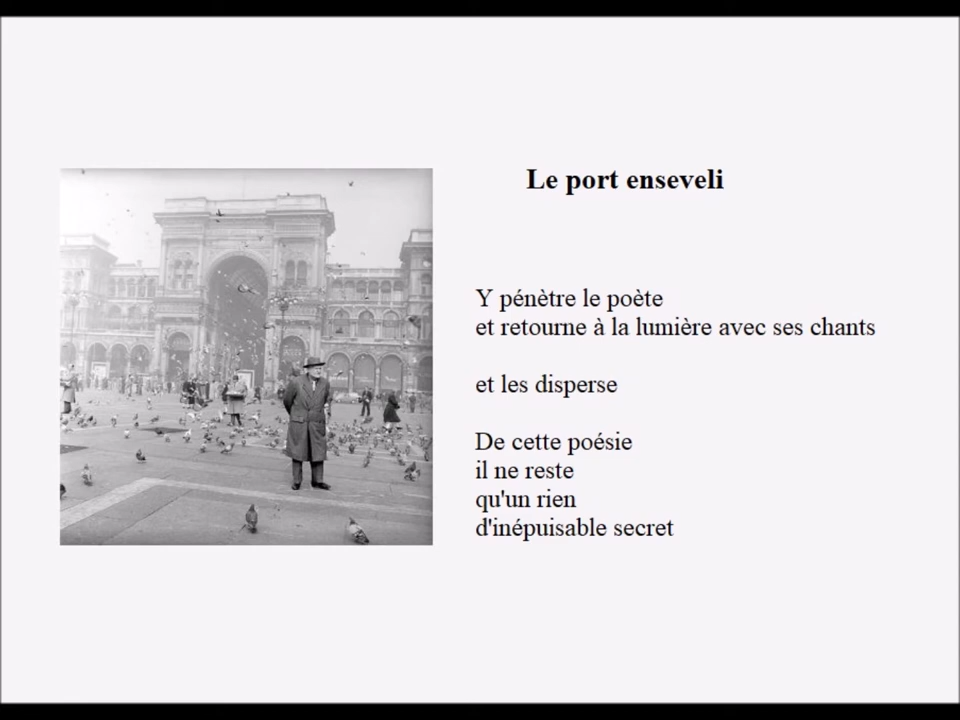 Le port enseveli
Y pénètre le poète
et retourne à la lumière avec ses chants
et les disperse
De cette poésie
il ne reste
qu'un rien
d'inépuisable secret